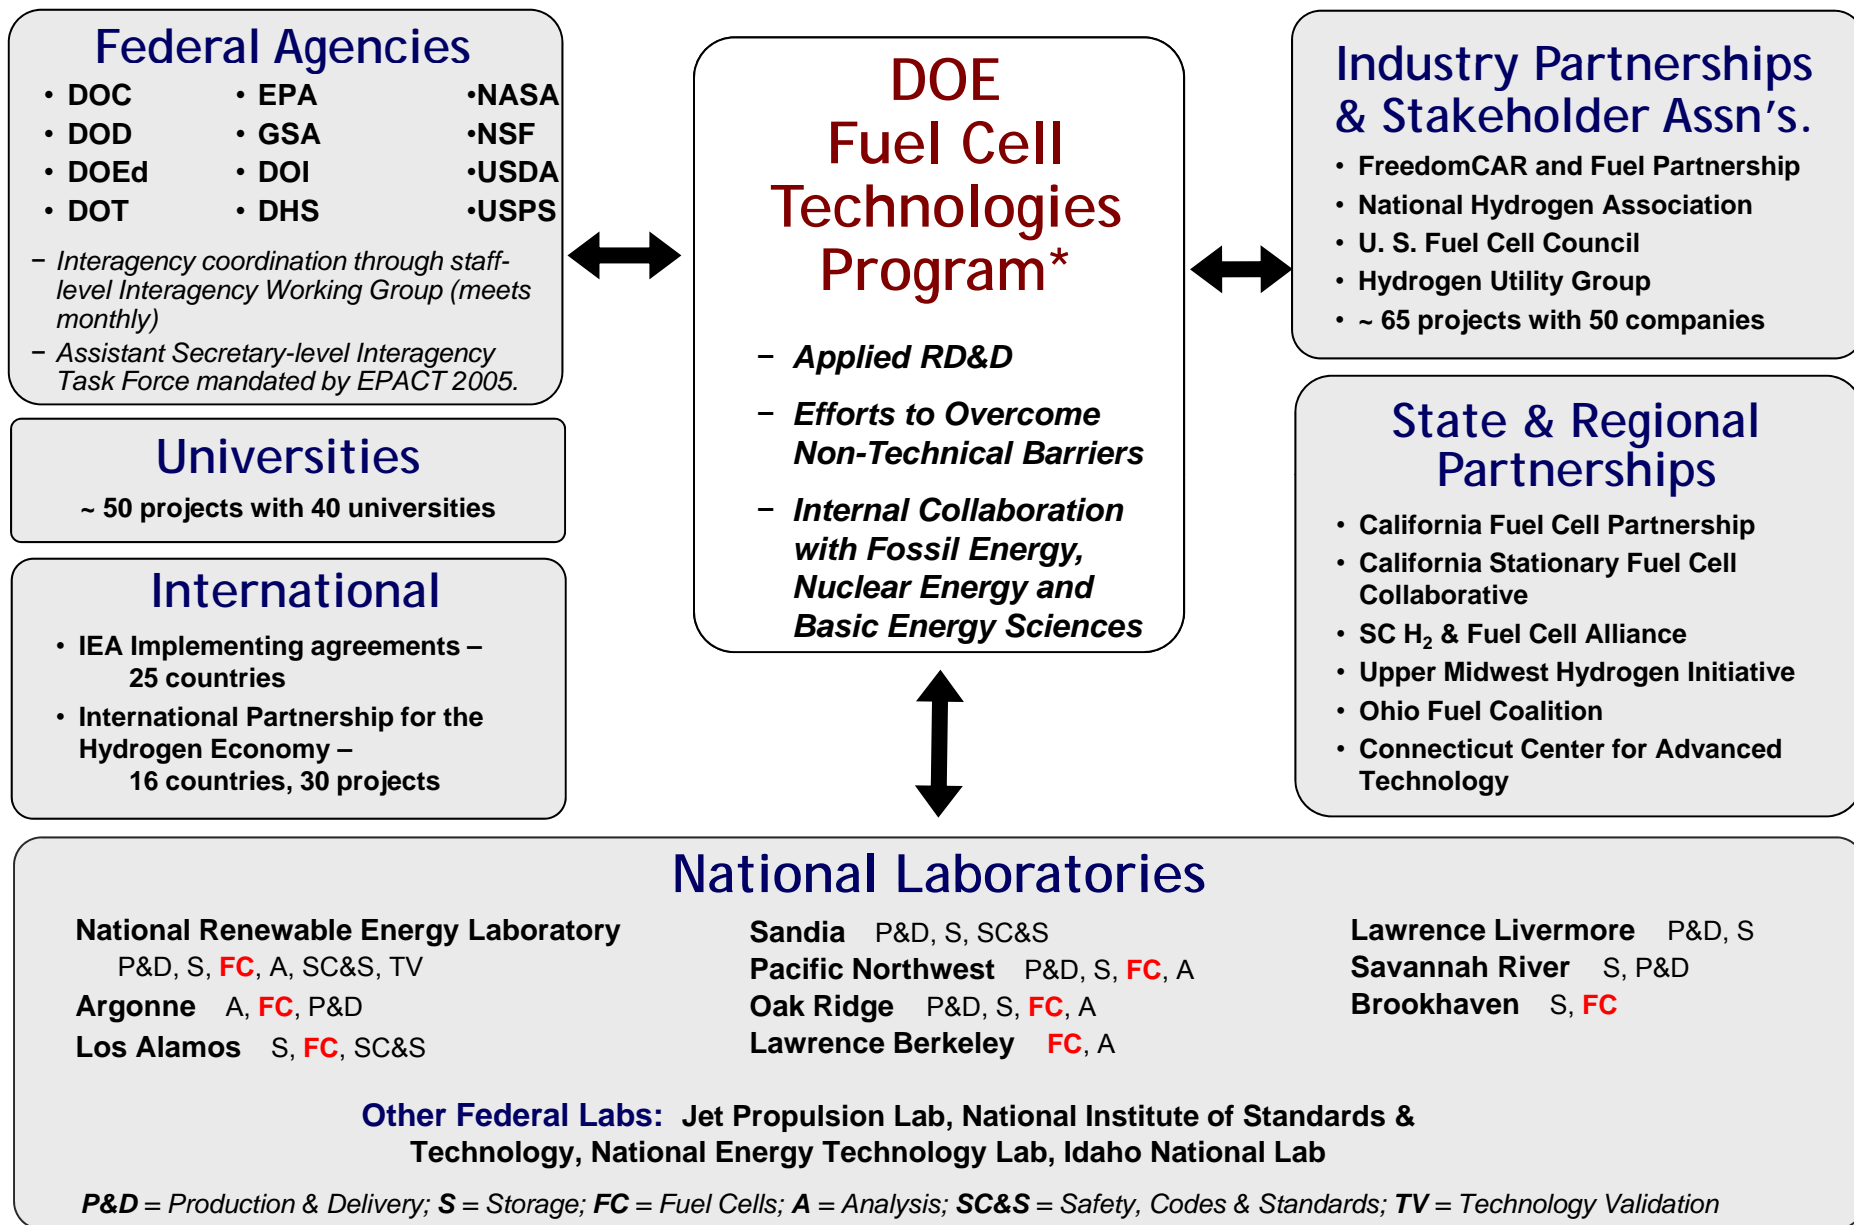 Federal Agencies
• DOC • EPA •NASA
• DOD • GSA •NSF
• DOEd • DOI •USDA
• DOT • DHS •USPS
– Interagency coordination through staff-
level Interagency Working Group (meets
monthly)
– Assistant Secretary-level Interagency
Task Force mandated by EPACT 2005.
Universities
~ 50 projects with 40 universities
International
• IEA Implementing agreements –
25 countries
• International Partnership for the
Hydrogen Economy –
16 countries, 30 projects
DOE
Fuel Cell
Technologies
Program*
– Applied RD&D
– Efforts to Overcome
Non-Technical Barriers
– Internal Collaboration
with Fossil Energy,
Nuclear Energy and
Basic Energy Sciences
Industry Partnerships
& Stakeholder Assn's.
• FreedomCAR and Fuel Partnership
• National Hydrogen Association
• U. S. Fuel Cell Council
• Hydrogen Utility Group
• ~ 65 projects with 50 companies
State & Regional
Partnerships
• California Fuel Cell Partnership
• California Stationary Fuel Cell
Collaborative
• SC H₂ & Fuel Cell Alliance
• Upper Midwest Hydrogen Initiative
• Ohio Fuel Coalition
• Connecticut Center for Advanced
Technology
National Laboratories
National Renewable Energy Laboratory
P&D, S, FC, A, SC&S, TV
Argonne A, FC, P&D
Los Alamos S, FC, SC&S
Sandia P&D, S, SC&S
Pacific Northwest P&D, S, FC, A
Oak Ridge P&D, S, FC, A
Lawrence Berkeley FC, A
Lawrence Livermore P&D, S
Savannah River S, P&D
Brookhaven S, FC
Other Federal Labs: Jet Propulsion Lab, National Institute of Standards &
Technology, National Energy Technology Lab, Idaho National Lab
P&D = Production & Delivery; S = Storage; FC = Fuel Cells; A = Analysis; SC&S = Safety, Codes & Standards; TV = Technology Validation